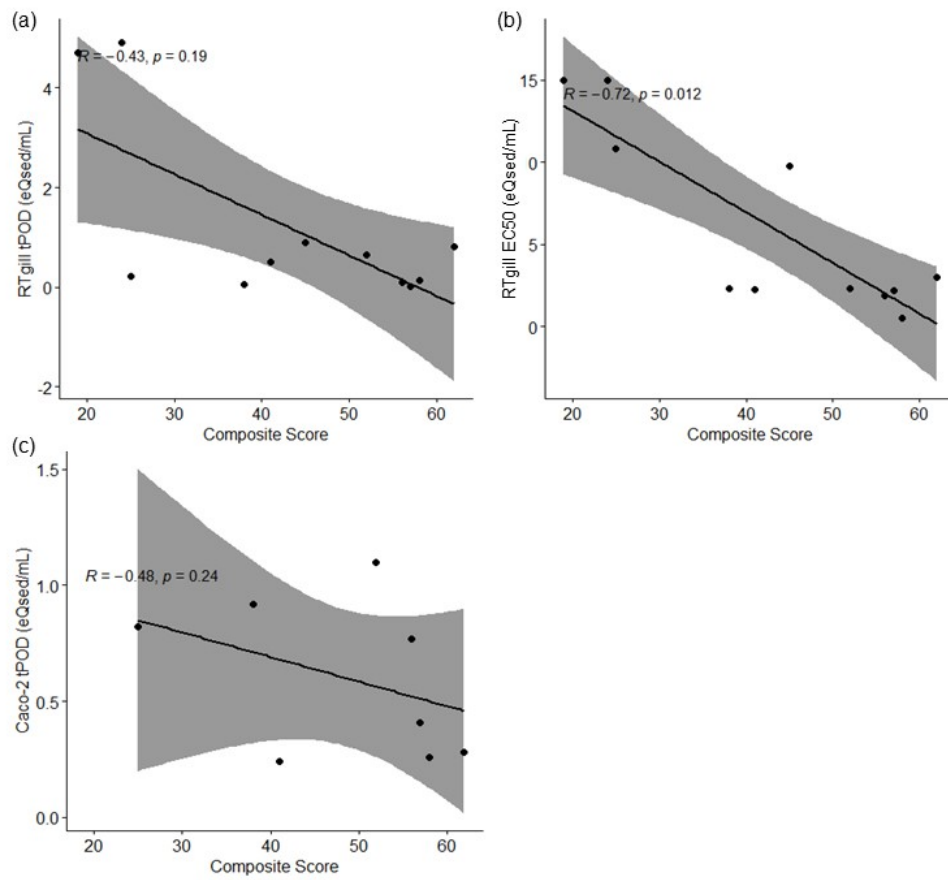 (a)
R = −0.43, p = 0.19
4
2
0
-2
RTgill tPOD (eQsed/mL)
20 30 40 50 60
Composite Score
(b)
R = −0.72, p = 0.012
15
0
5
0
RTgill EC50 (eQsed/mL)
20 30 40 50 60
Composite Score
(c)
1.5
R = −0.48, p = 0.24
1.0
0.5
0.0
Caco-2 tPOD (eQsed/mL)
20 30 40 50 60
Composite Score